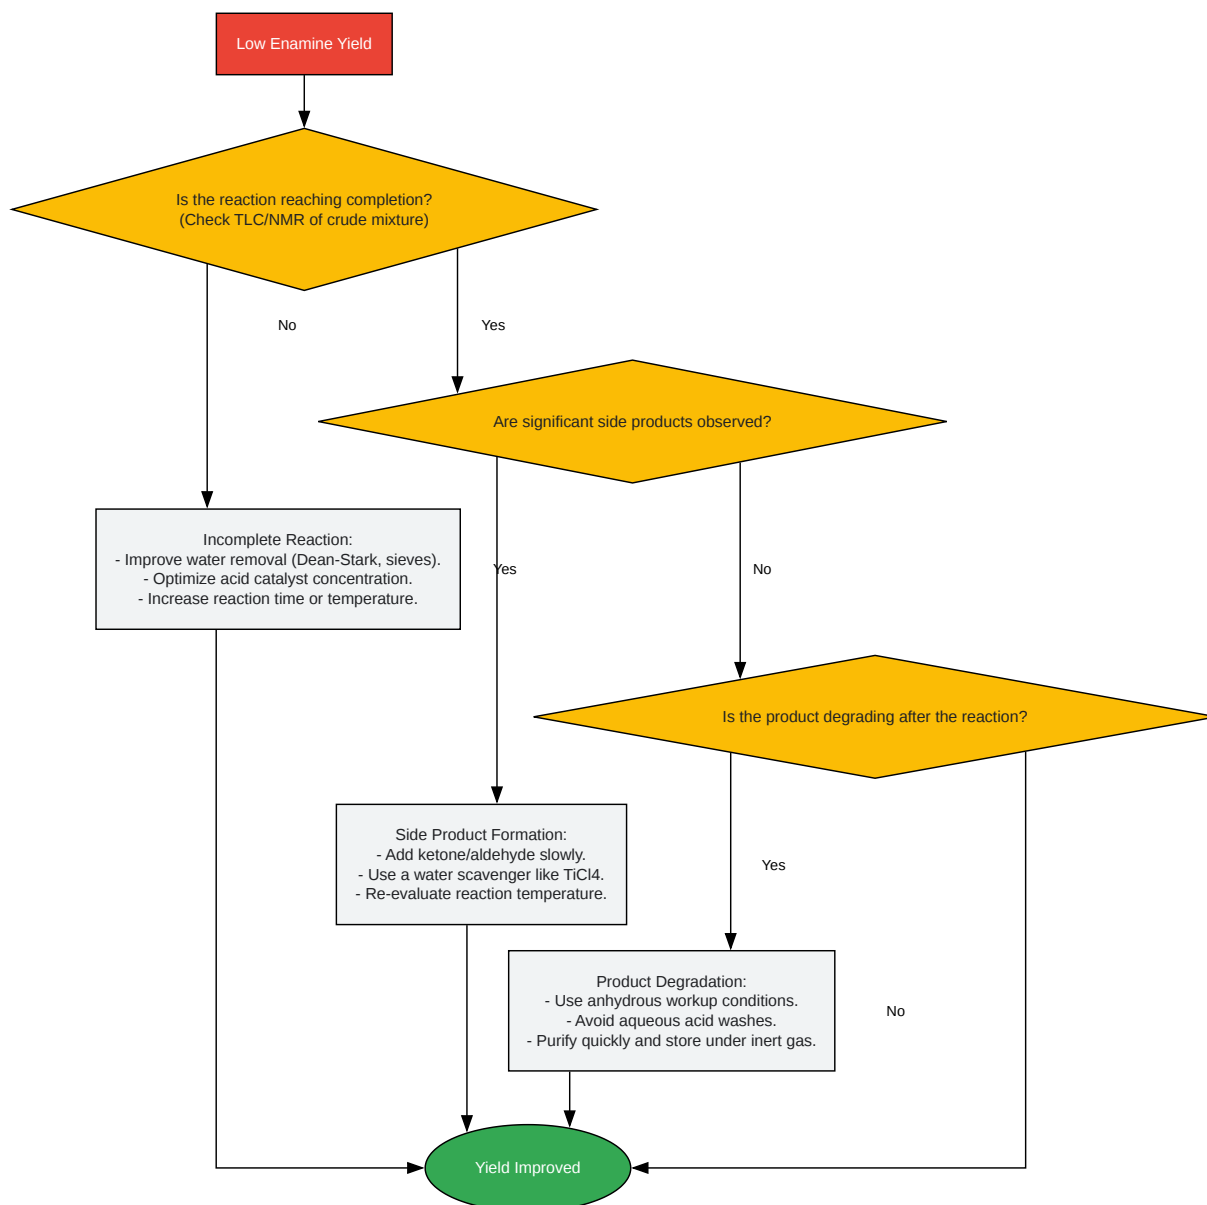 Low Enamine Yield
Is the reaction reaching completion?
(Check TLC/NMR of crude mixture)
No
Yes
Are significant side products observed?
Incomplete Reaction:
- Improve water removal (Dean-Stark, sieves).
- Optimize acid catalyst concentration.
- Increase reaction time or temperature.
Yes
No
Is the product degrading after the reaction?
Side Product Formation:
- Add ketone/aldehyde slowly.
- Use a water scavenger like TiCl4.
- Re-evaluate reaction temperature.
Yes
Product Degradation:
- Use anhydrous workup conditions.
- Avoid aqueous acid washes.
- Purify quickly and store under inert gas.
No
Yield Improved